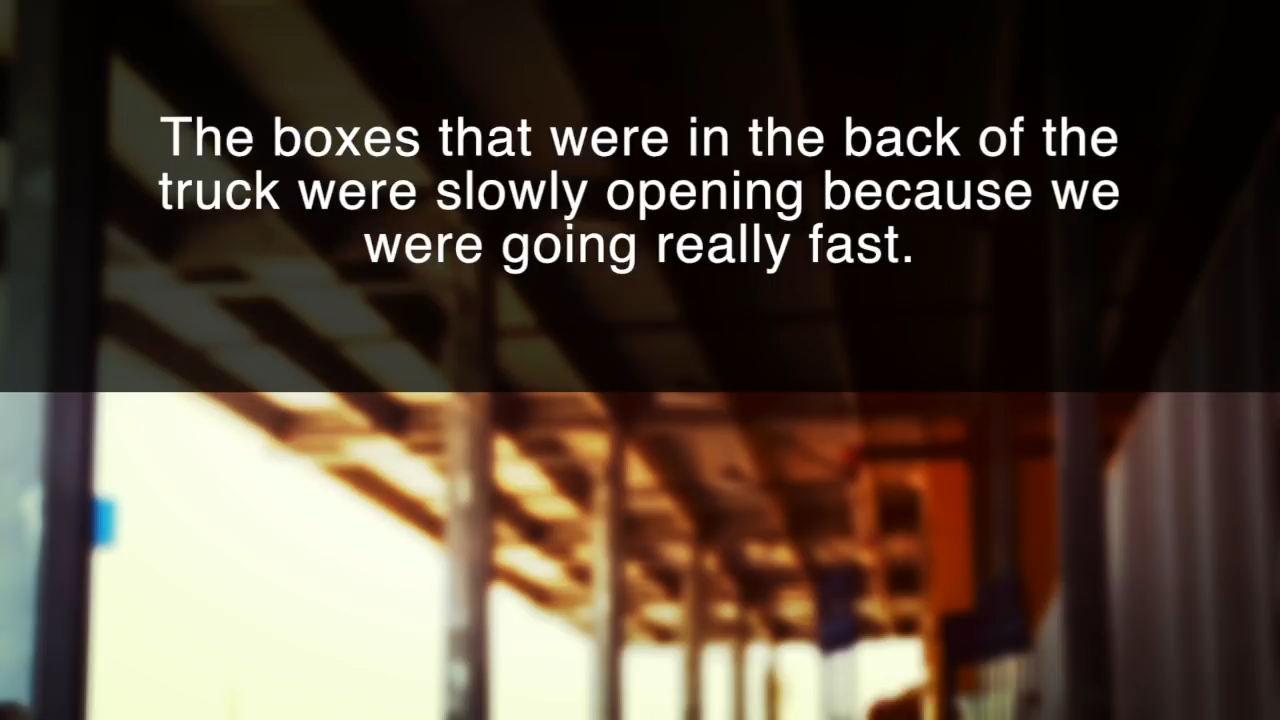 The boxes that were in the back of the
truck were slowly opening because we
were going really fast.